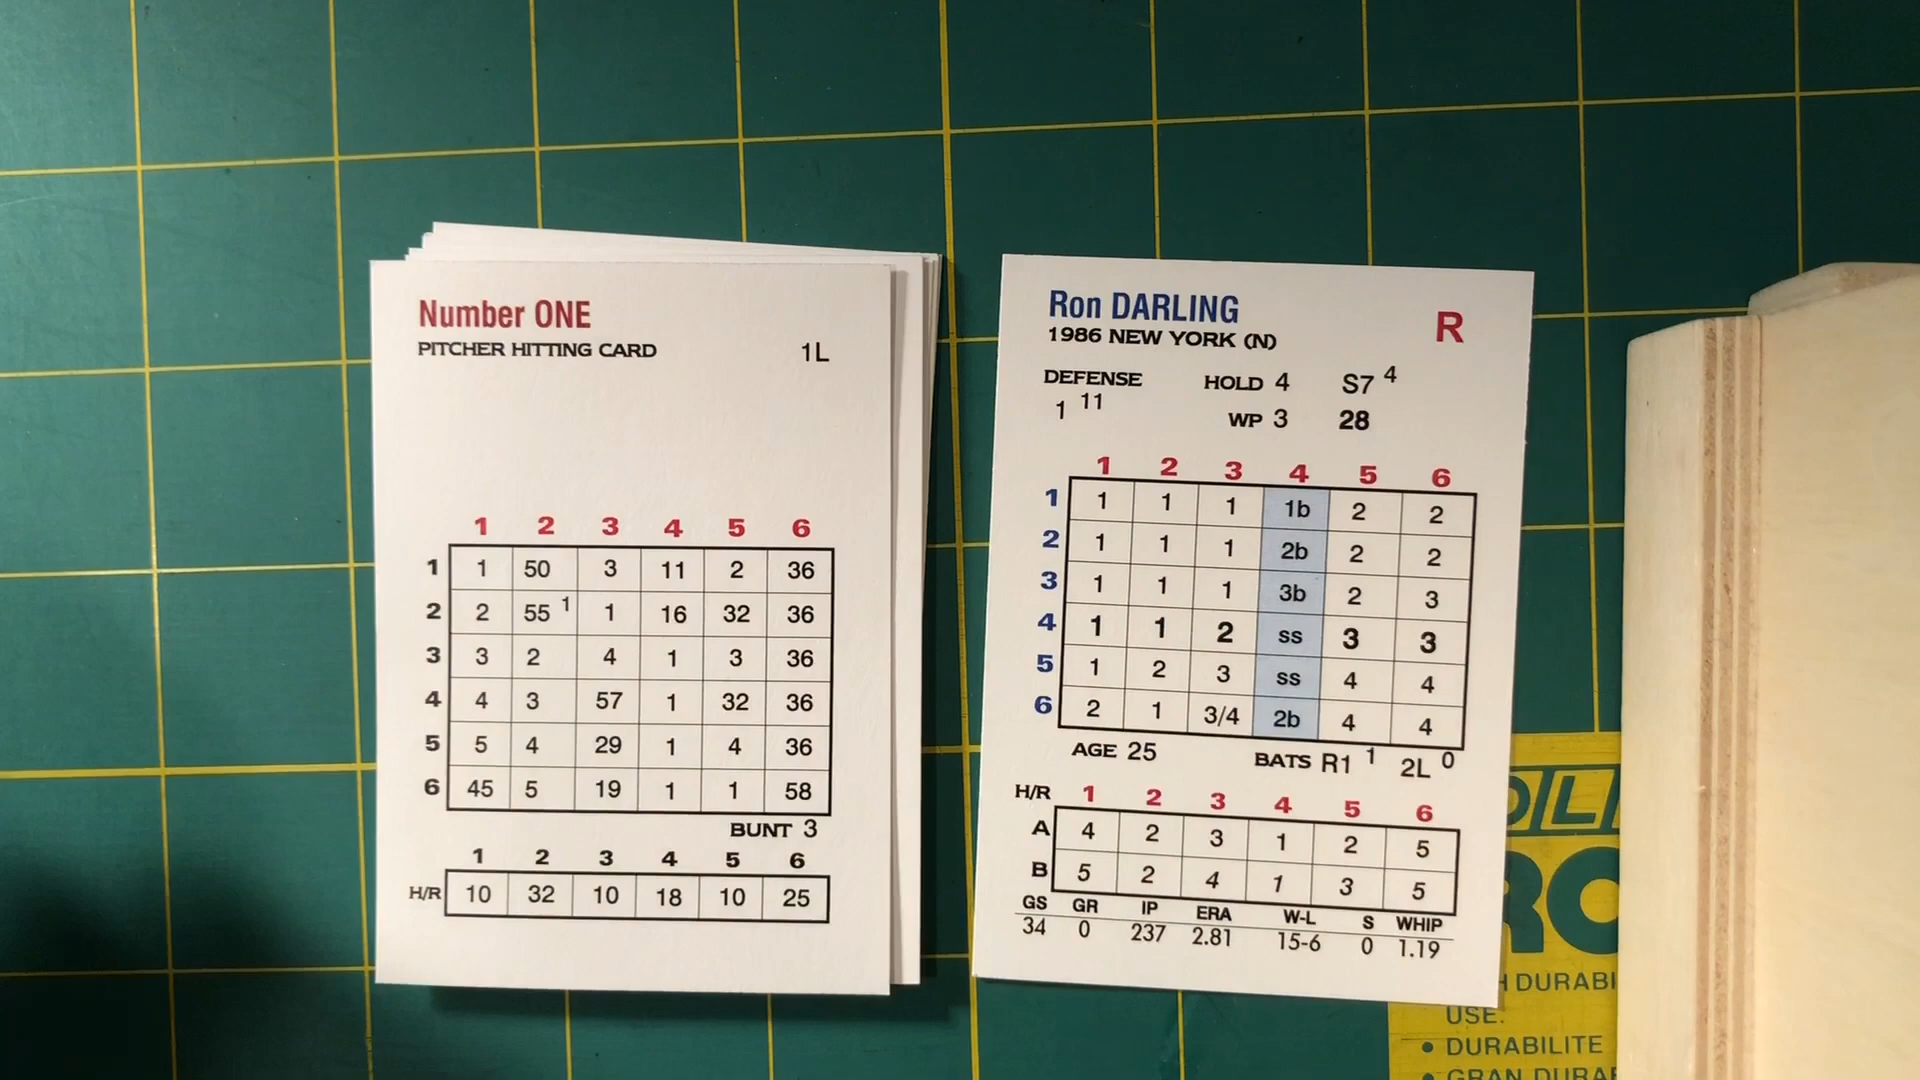 Number ONE
PITCHER HITTING CARD 1L
1 2 3 4 5 6
1 1 50 3 11 2 36
2 2 55 1 1 16 32 36
3 3 2 4 1 3 36
4 4 3 57 1 32 36
5 5 4 29 1 4 36
6 45 5 19 1 1 58
BUNT 3
1 2 3 4 5 6
H/R 10 32 10 18 10 25
Ron DARLING R
1986 NEW YORK (N)
DEFENSE HOLD 4 S7 4
1 11 WP 3 28
1 2 3 4 5 6
1 1 1 1 1b 2 2
2 1 1 1 2b 2 2
3 1 1 1 3b 2 3
4 1 1 2 ss 3 3
5 1 2 3 ss 4 4
6 2 1 3/4 2b 4 4
AGE 25 BATS R1 1 2L 0
H/R 1 2 3 4 5 6
A 4 2 3 1 2 5
B 5 2 4 1 3 5
GS GR IP ERA W-L S WHIP
34 0 237 2.81 15-6 0 1.19
USE.
• DURABILITE